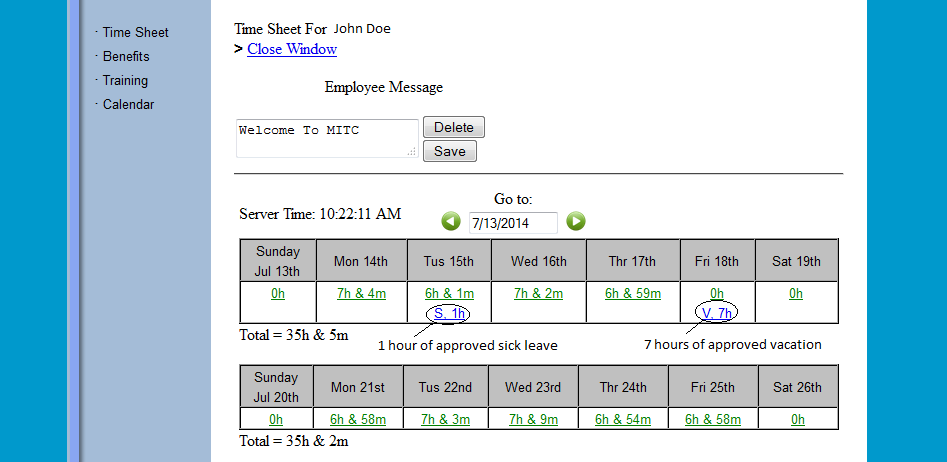 · Time Sheet
· Benefits
· Training
· Calendar
Time Sheet For John Doe
> Close Window
Employee Message
Welcome To MITC
Delete
Save
Server Time: 10:22:11 AM
Go to:
7/13/2014
Sunday Jul 13th Mon 14th Tus 15th Wed 16th Thr 17th Fri 18th Sat 19th
0h 7h & 4m 6h & 1m 7h & 2m 6h & 59m 0h 0h
S, 1h V, 7h
Total = 35h & 5m
1 hour of approved sick leave
7 hours of approved vacation
Sunday Jul 20th Mon 21st Tus 22nd Wed 23rd Thr 24th Fri 25th Sat 26th
0h 6h & 58m 7h & 3m 7h & 9m 6h & 54m 6h & 58m 0h
Total = 35h & 2m